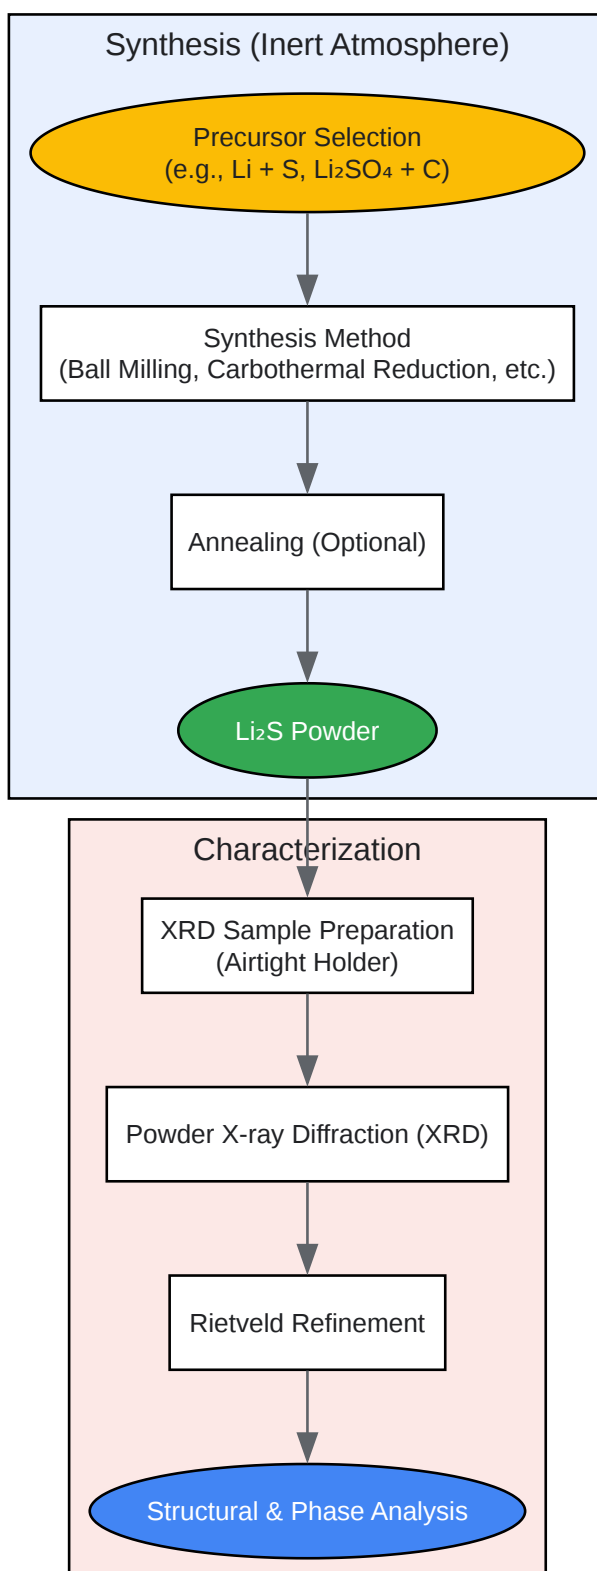 Synthesis (Inert Atmosphere)
Precursor Selection
(e.g., Li + S, Li₂SO₄ + C)
Synthesis Method
(Ball Milling, Carbothermal Reduction, etc.)
Annealing (Optional)
Li₂S Powder
Characterization
XRD Sample Preparation
(Airtight Holder)
Powder X-ray Diffraction (XRD)
Rietveld Refinement
Structural & Phase Analysis